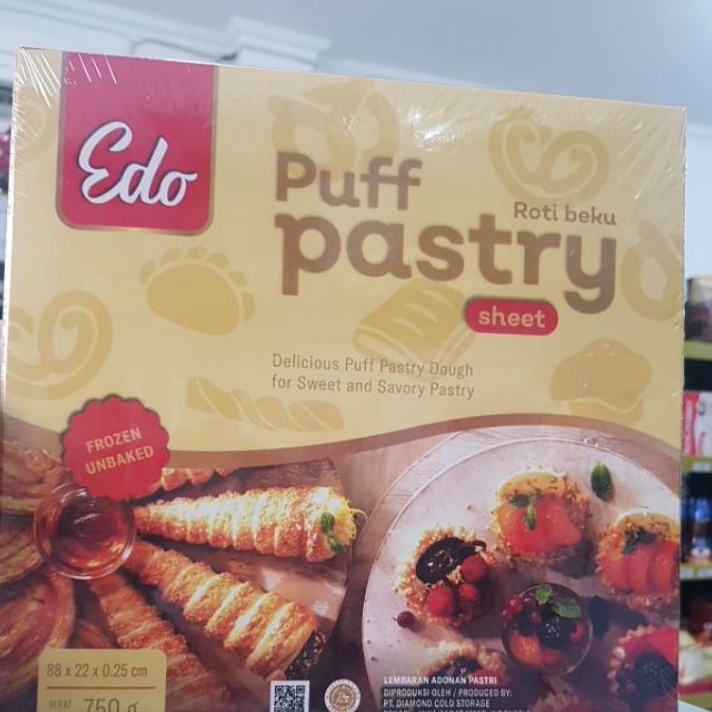 Edo
Puff
Roti beku
pastry
sheet
Delicious Puff Pastry Dough
for Sweet and Savory Pastry
FROZEN
UNBAKED
88 x 22 x 0.25 cm
BERAT 750 g
LEMBARAN ADONAN PASTRI
DIPRODUKSI OLEH / PRODUCED BY:
PT. DIAMOND COLD STORAGE